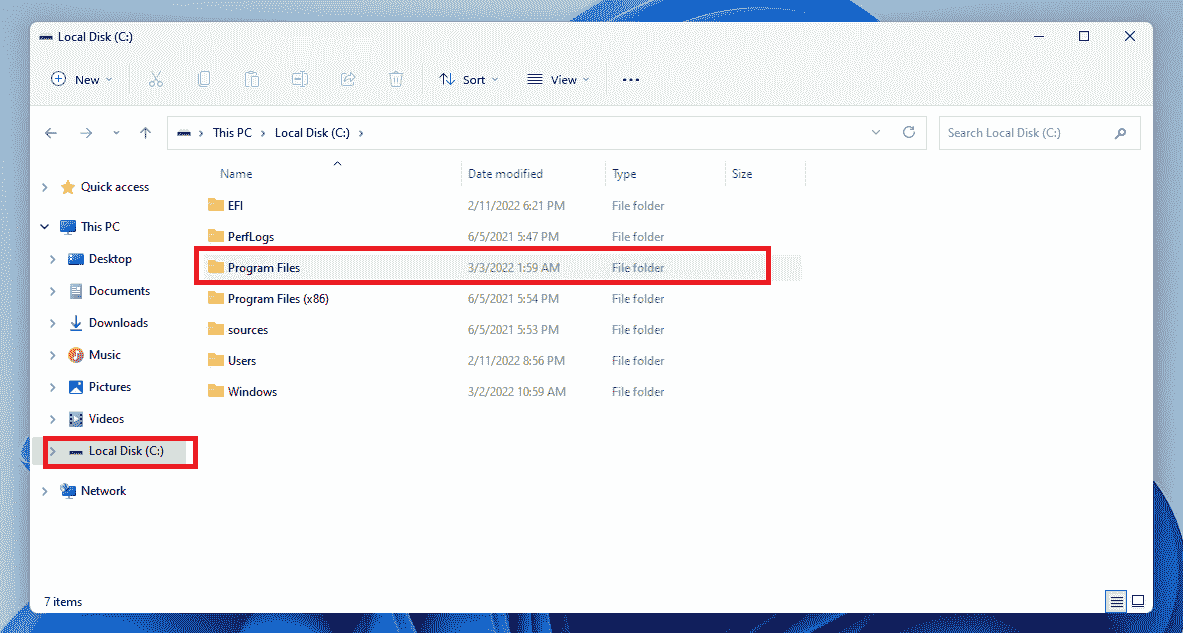 Local Disk (C:)
New Sort View
This PC Local Disk (C:) Search Local Disk (C:)
Name Date modified Type Size
Quick access
This PC
Desktop
Documents
Downloads
Music
Pictures
Videos
Local Disk (C:)
Network
EFI 2/11/2022 6:21 PM File folder
PerfLogs 6/5/2021 5:47 PM File folder
Program Files 3/3/2022 1:59 AM File folder
Program Files (x86) 6/5/2021 5:54 PM File folder
sources 6/5/2021 5:53 PM File folder
Users 2/11/2022 8:56 PM File folder
Windows 3/2/2022 10:59 AM File folder
7 items